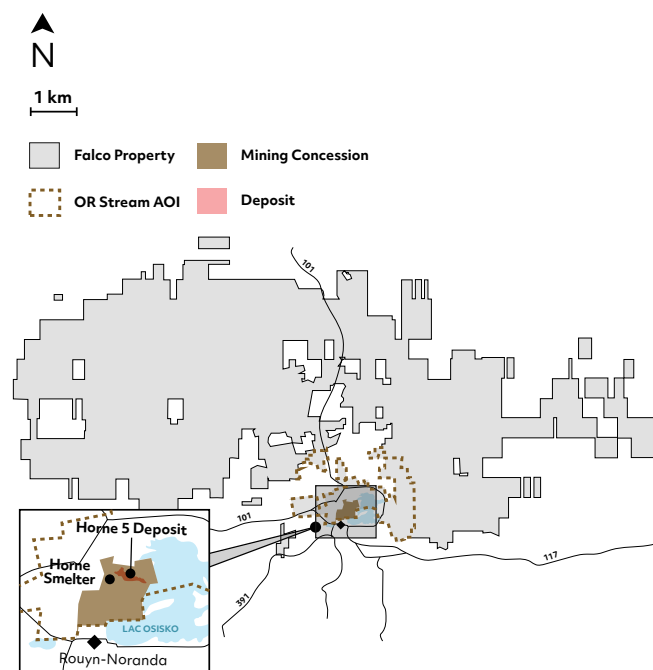 N
1 km
Falco Property
Mining Concession
OR Stream AOI
Deposit
101
101
117
391
Horne 5 Deposit
Horne
Smelter
LAC OSISKO
Rouyn-Noranda